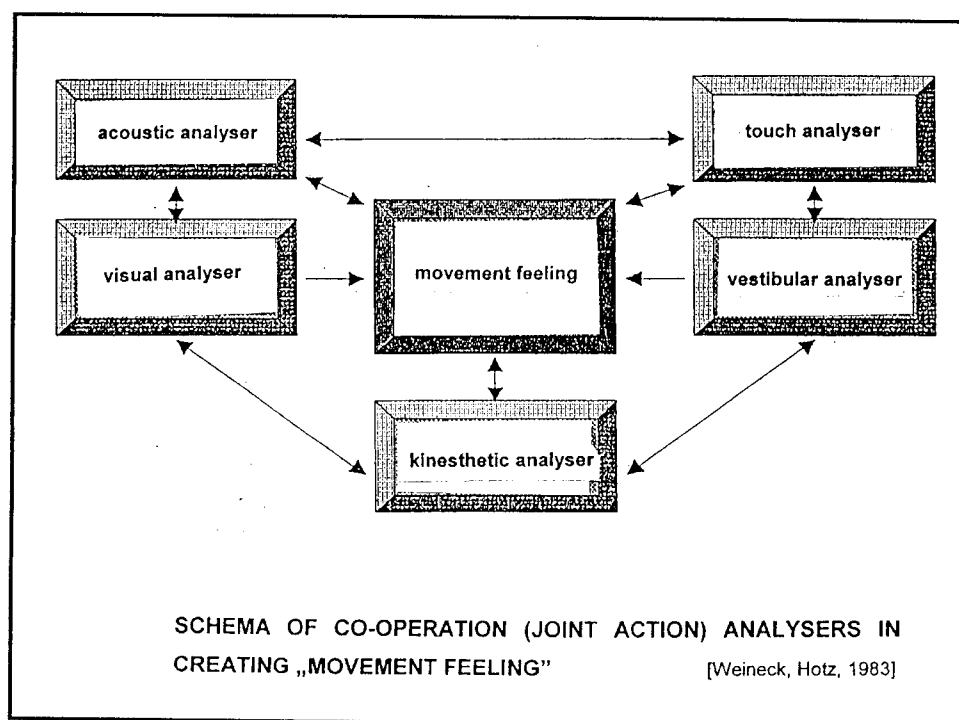 acoustic analyser
touch analyser
visual analyser
movement feeling
vestibular analyser
kinesthetic analyser
SCHEMA OF CO-OPERATION (JOINT ACTION) ANALYSERS IN
CREATING „MOVEMENT FEELING” [Weineck, Hotz, 1983]